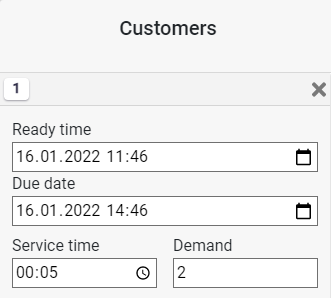 Customers
1
Ready time
16.01.2022 11:46
Due date
16.01.2022 14:46
Service time Demand
00:05 2